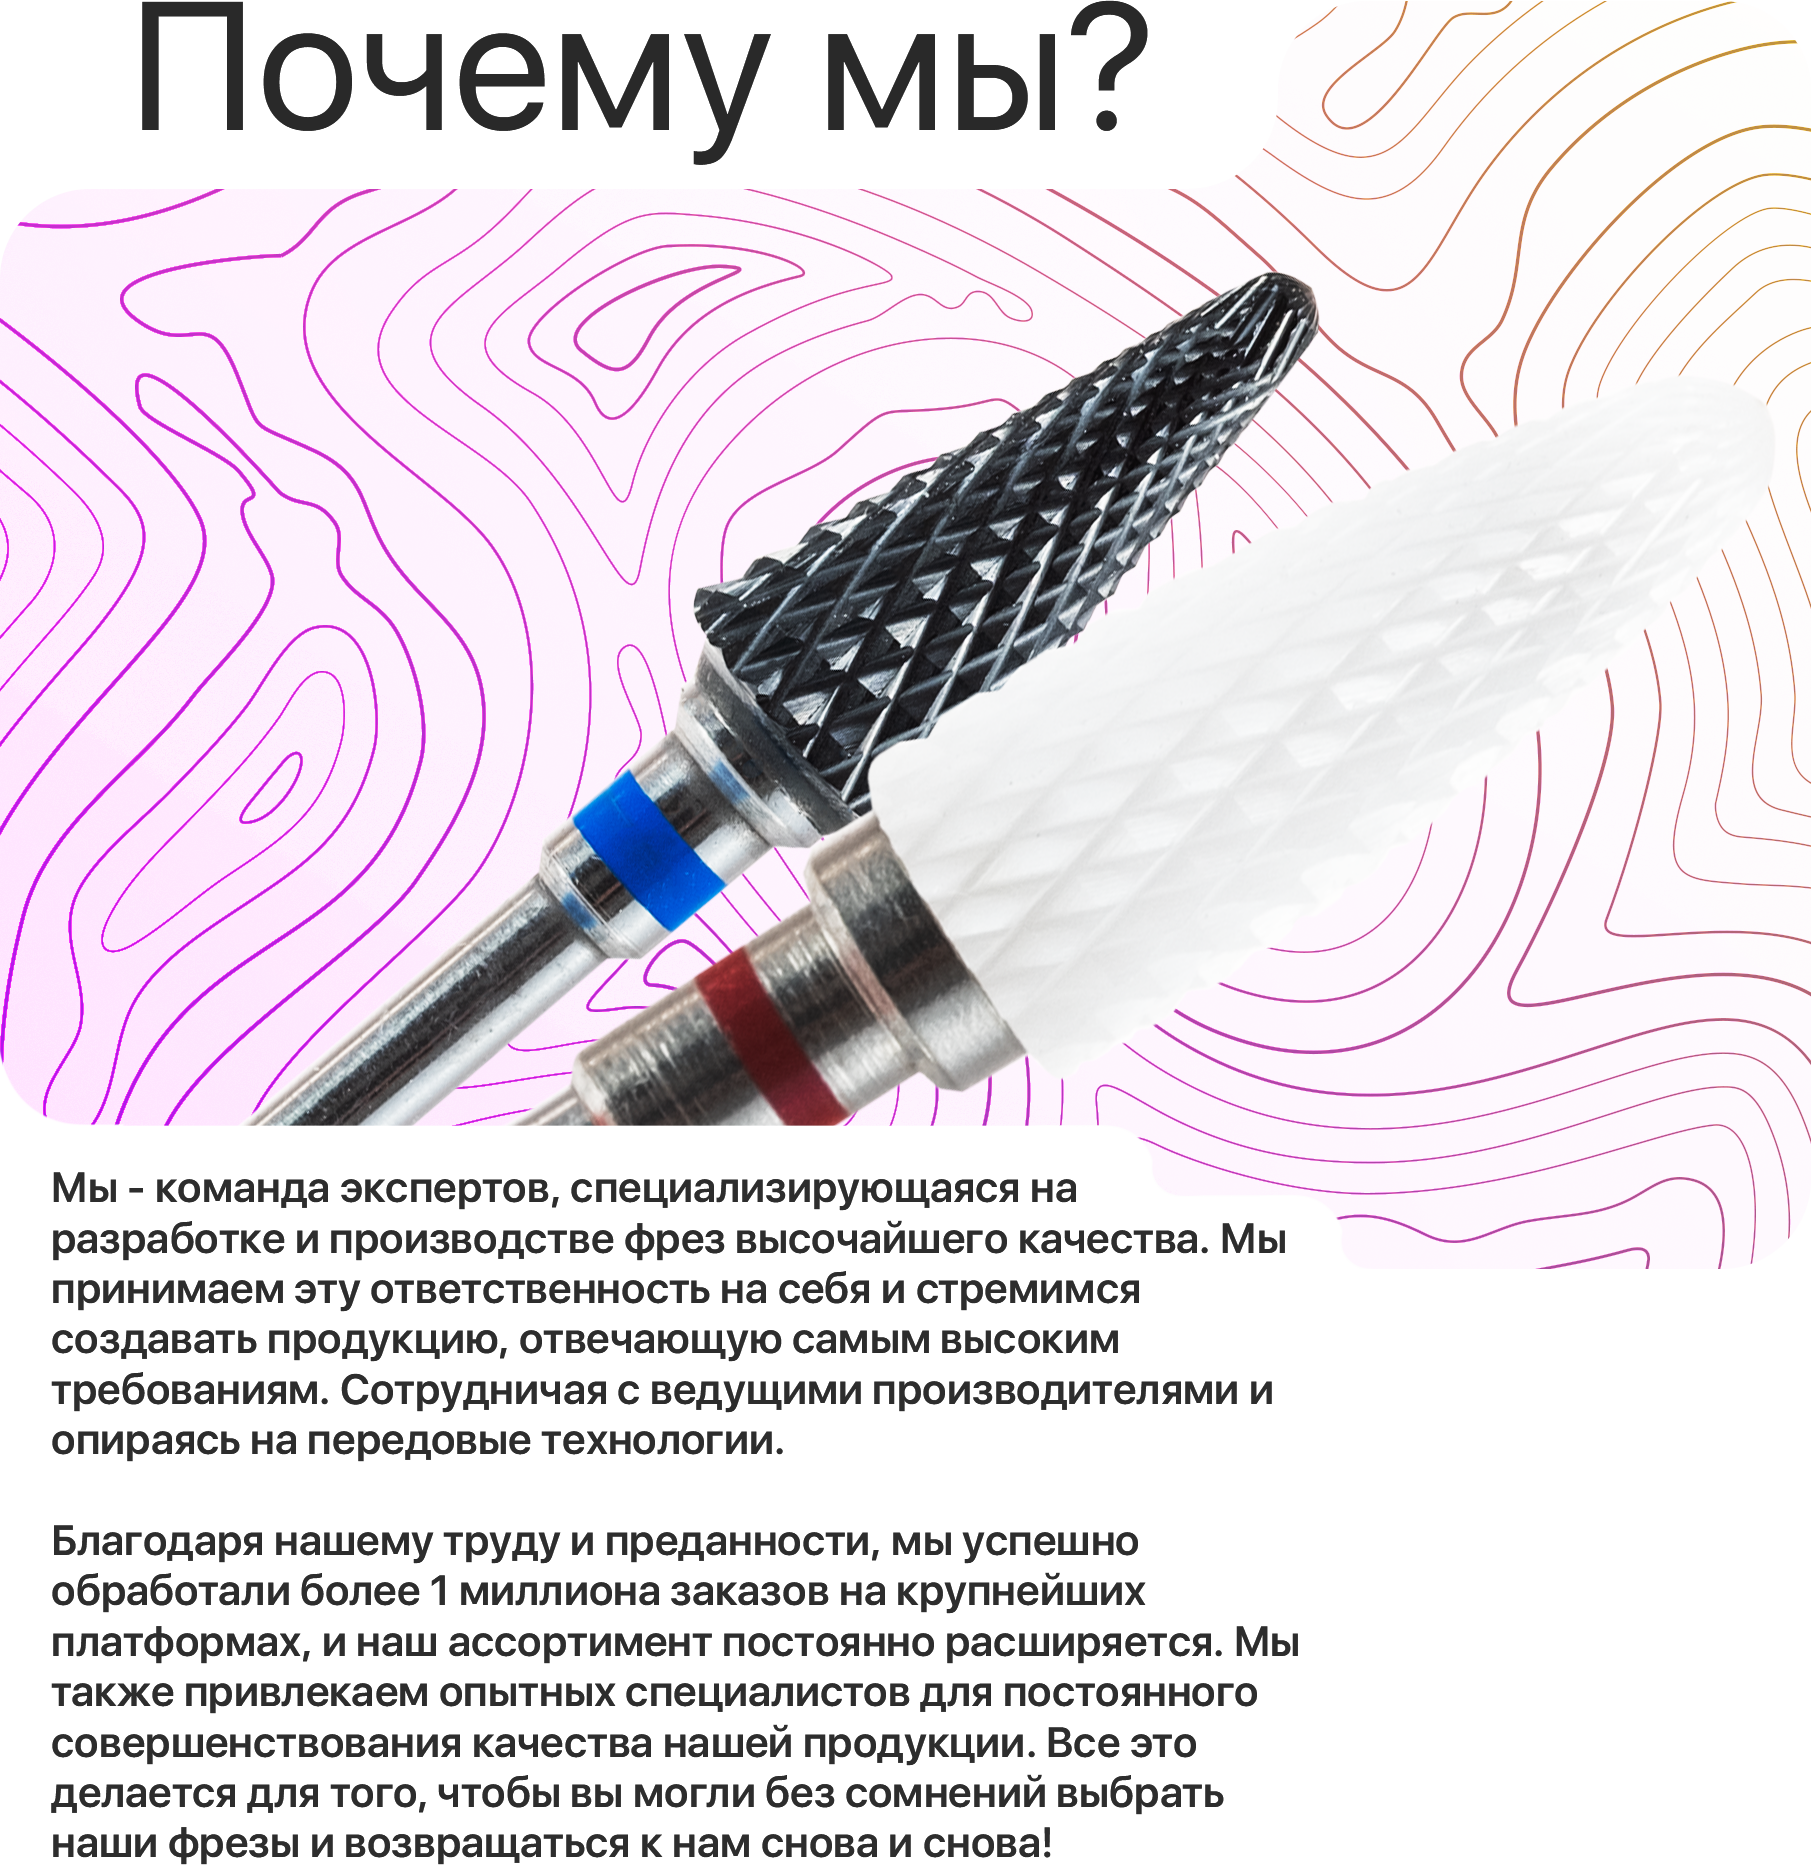 Почему мы?
Мы - команда экспертов, специализирующаяся на
разработке и производстве фрез высочайшего качества. Мы
принимаем эту ответственность на себя и стремимся
создавать продукцию, отвечающую самым высоким
требованиям. Сотрудничая с ведущими производителями и
опираясь на передовые технологии.
Благодаря нашему труду и преданности, мы успешно
обработали более 1 миллиона заказов на крупнейших
платформах, и наш ассортимент постоянно расширяется. Мы
также привлекаем опытных специалистов для постоянного
совершенствования качества нашей продукции. Все это
делается для того, чтобы вы могли без сомнений выбрать
наши фрезы и возвращаться к нам снова и снова!